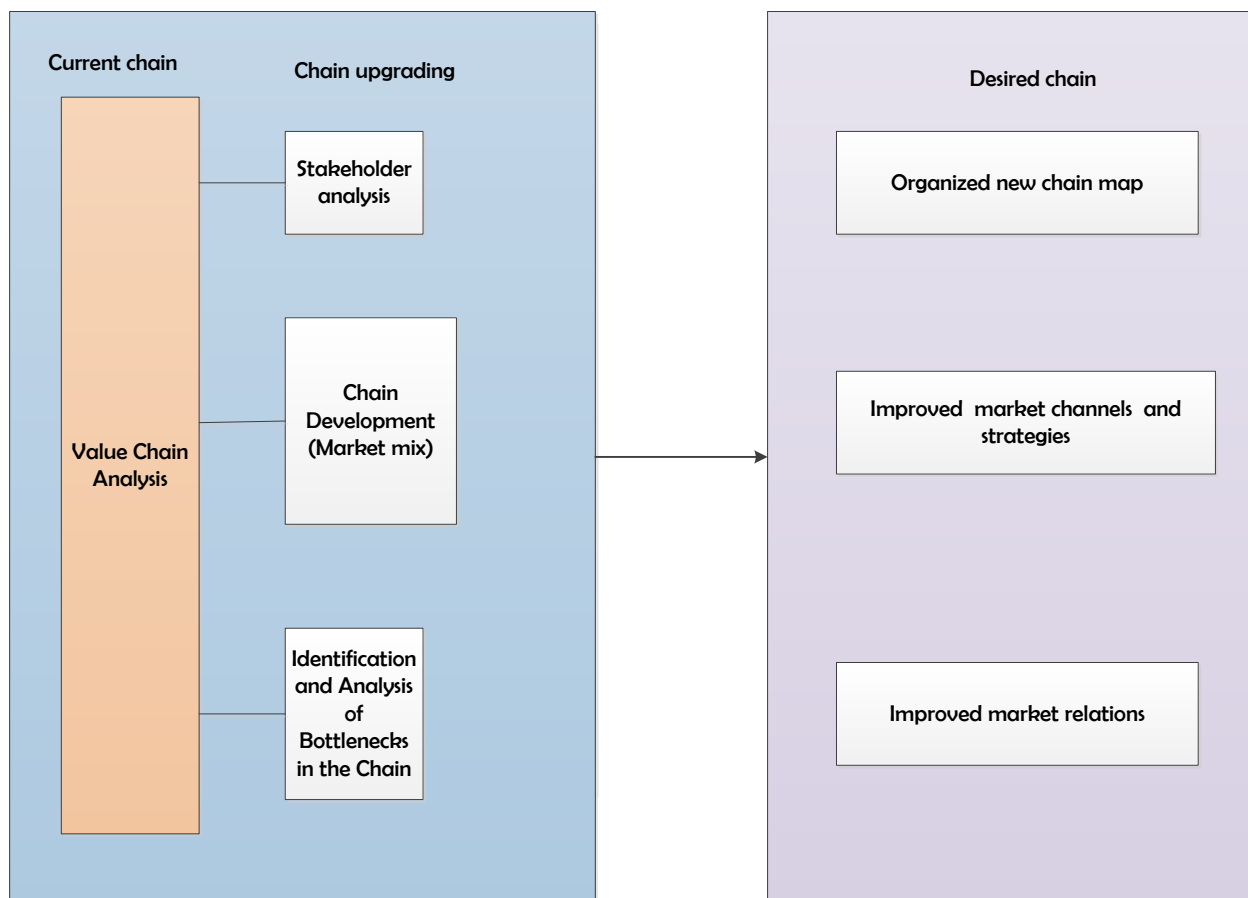 Current chain
Chain upgrading
Desired chain
Value Chain
Analysis
Stakeholder
analysis
Chain
Development
(Market mix)
Identification
and Analysis
of
Bottlenecks
in the Chain
Organized new chain map
Improved market channels and
strategies
Improved market relations